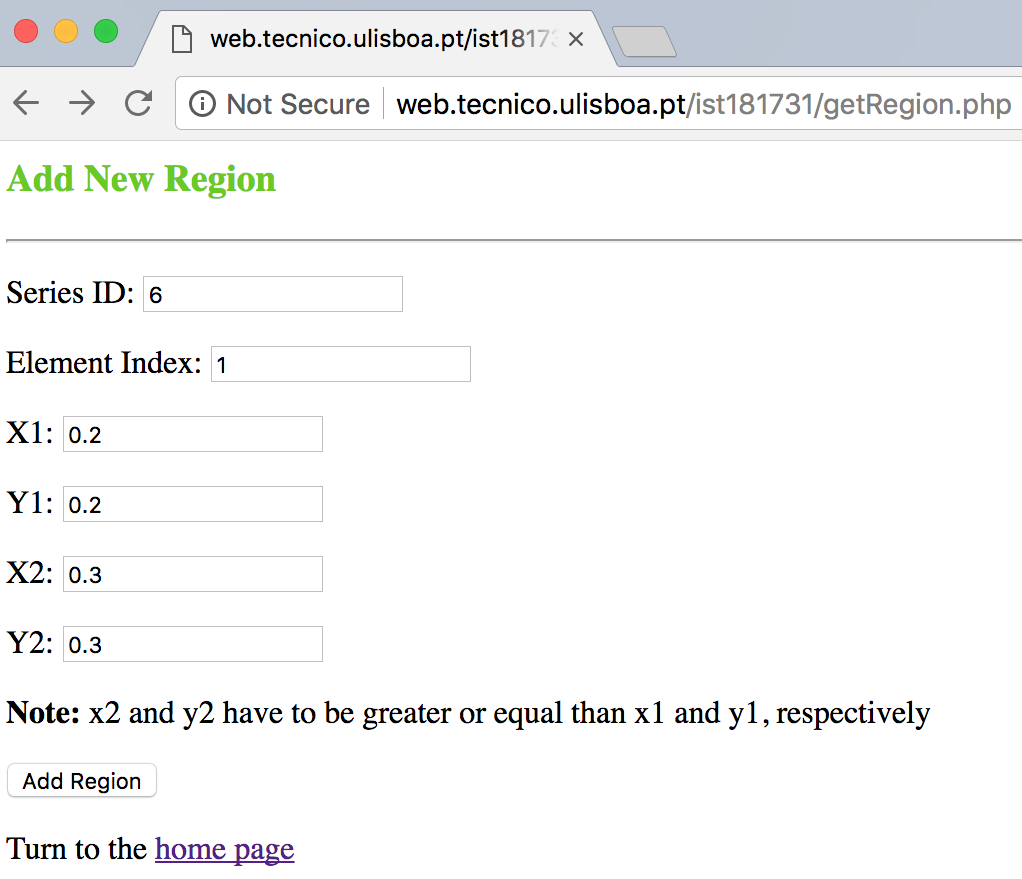 web.tecnico.ulisboa.pt/ist18173
Not Secure web.tecnico.ulisboa.pt/ist181731/getRegion.php
Add New Region
Series ID: 6
Element Index: 1
X1: 0.2
Y1: 0.2
X2: 0.3
Y2: 0.3
Note: x2 and y2 have to be greater or equal than x1 and y1, respectively
Add Region
Turn to the home page